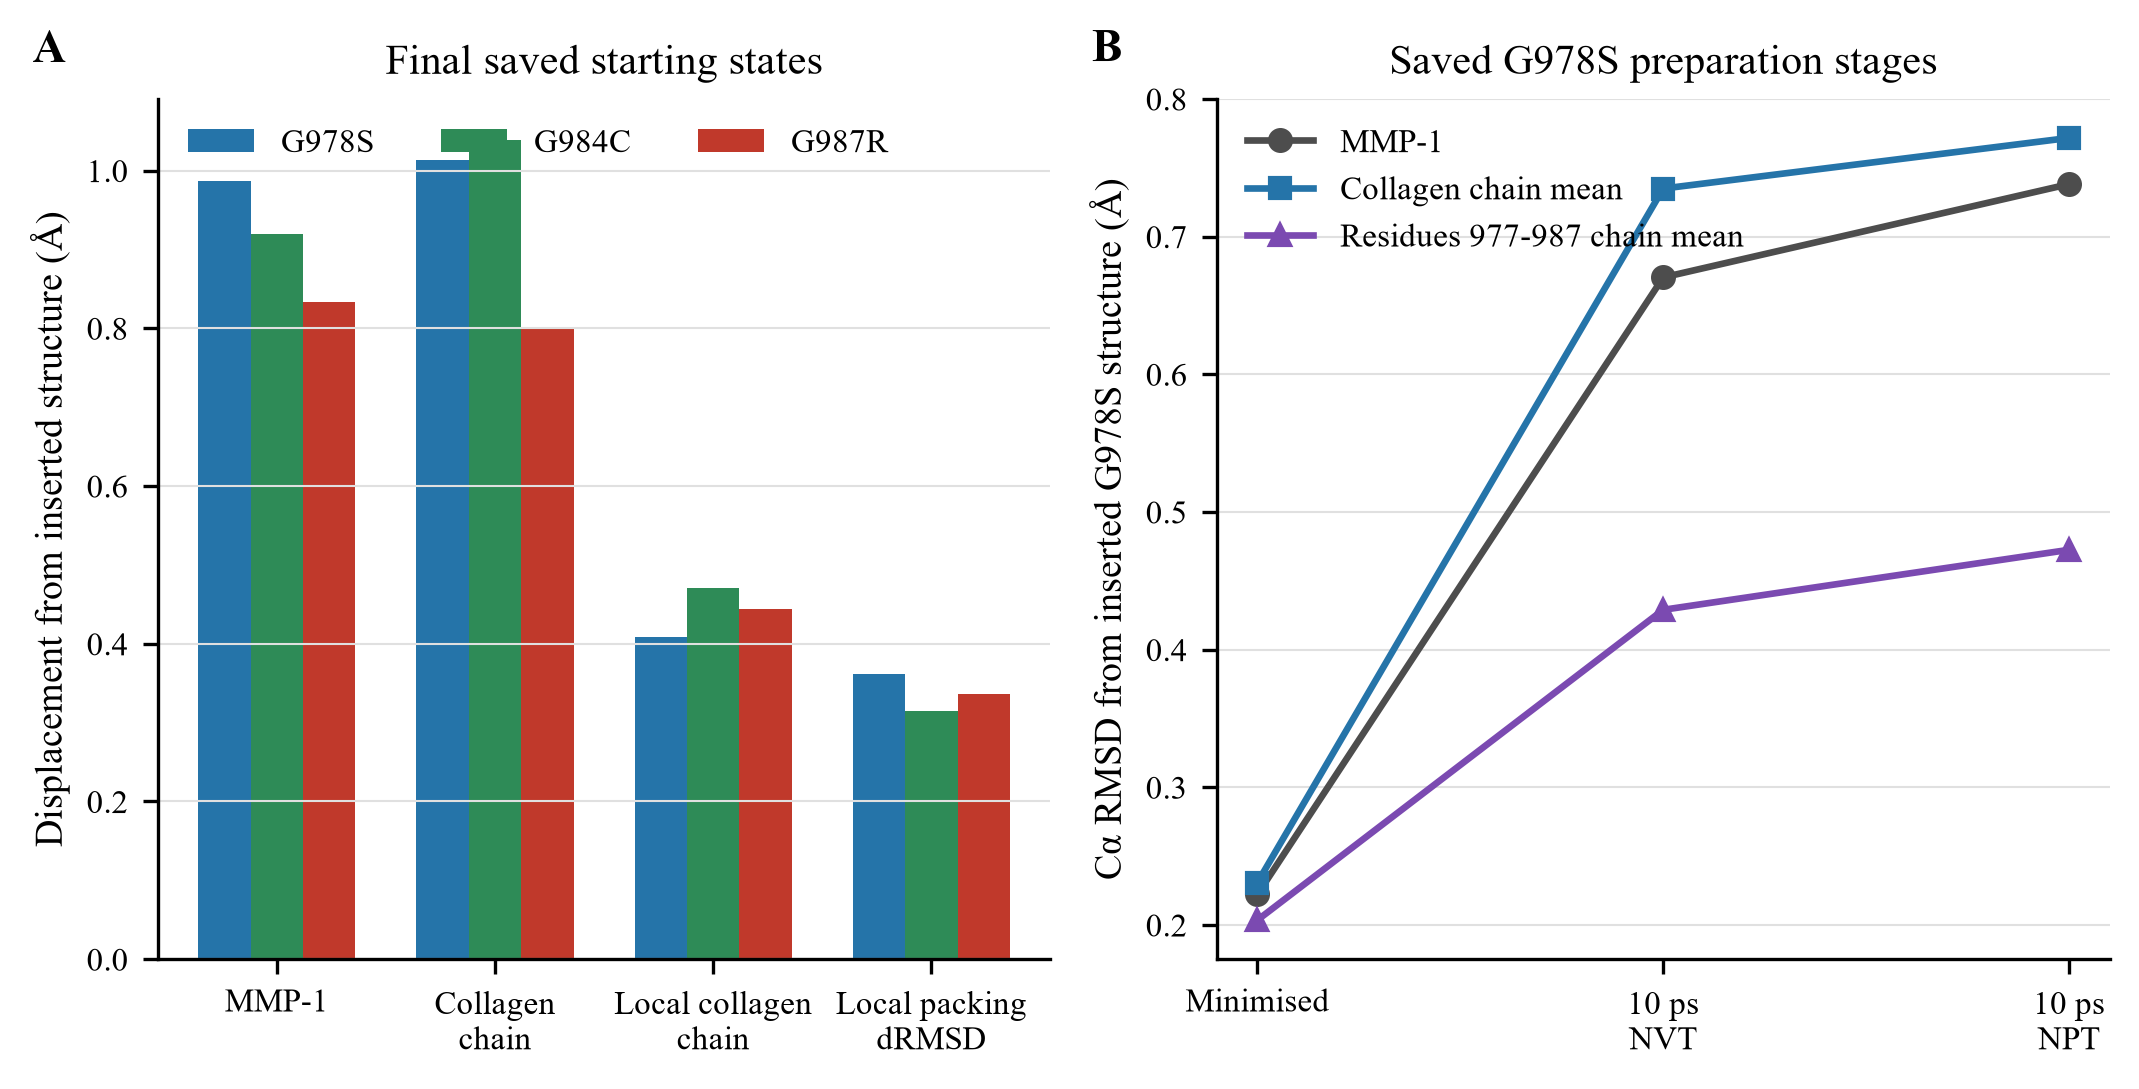 A
Final saved starting states
G978S
G984C
G987R
Displacement from inserted structure (Å)
1.0
0.8
0.6
0.4
0.2
0.0
MMP-1
Collagen
chain
Local collagen
chain
Local packing
dRMSD
B
Saved G978S preparation stages
MMP-1
Collagen chain mean
Residues 977-987 chain mean
Cα RMSD from inserted G978S structure (Å)
0.8
0.7
0.6
0.5
0.4
0.3
0.2
Minimised
10 ps
NVT
10 ps
NPT